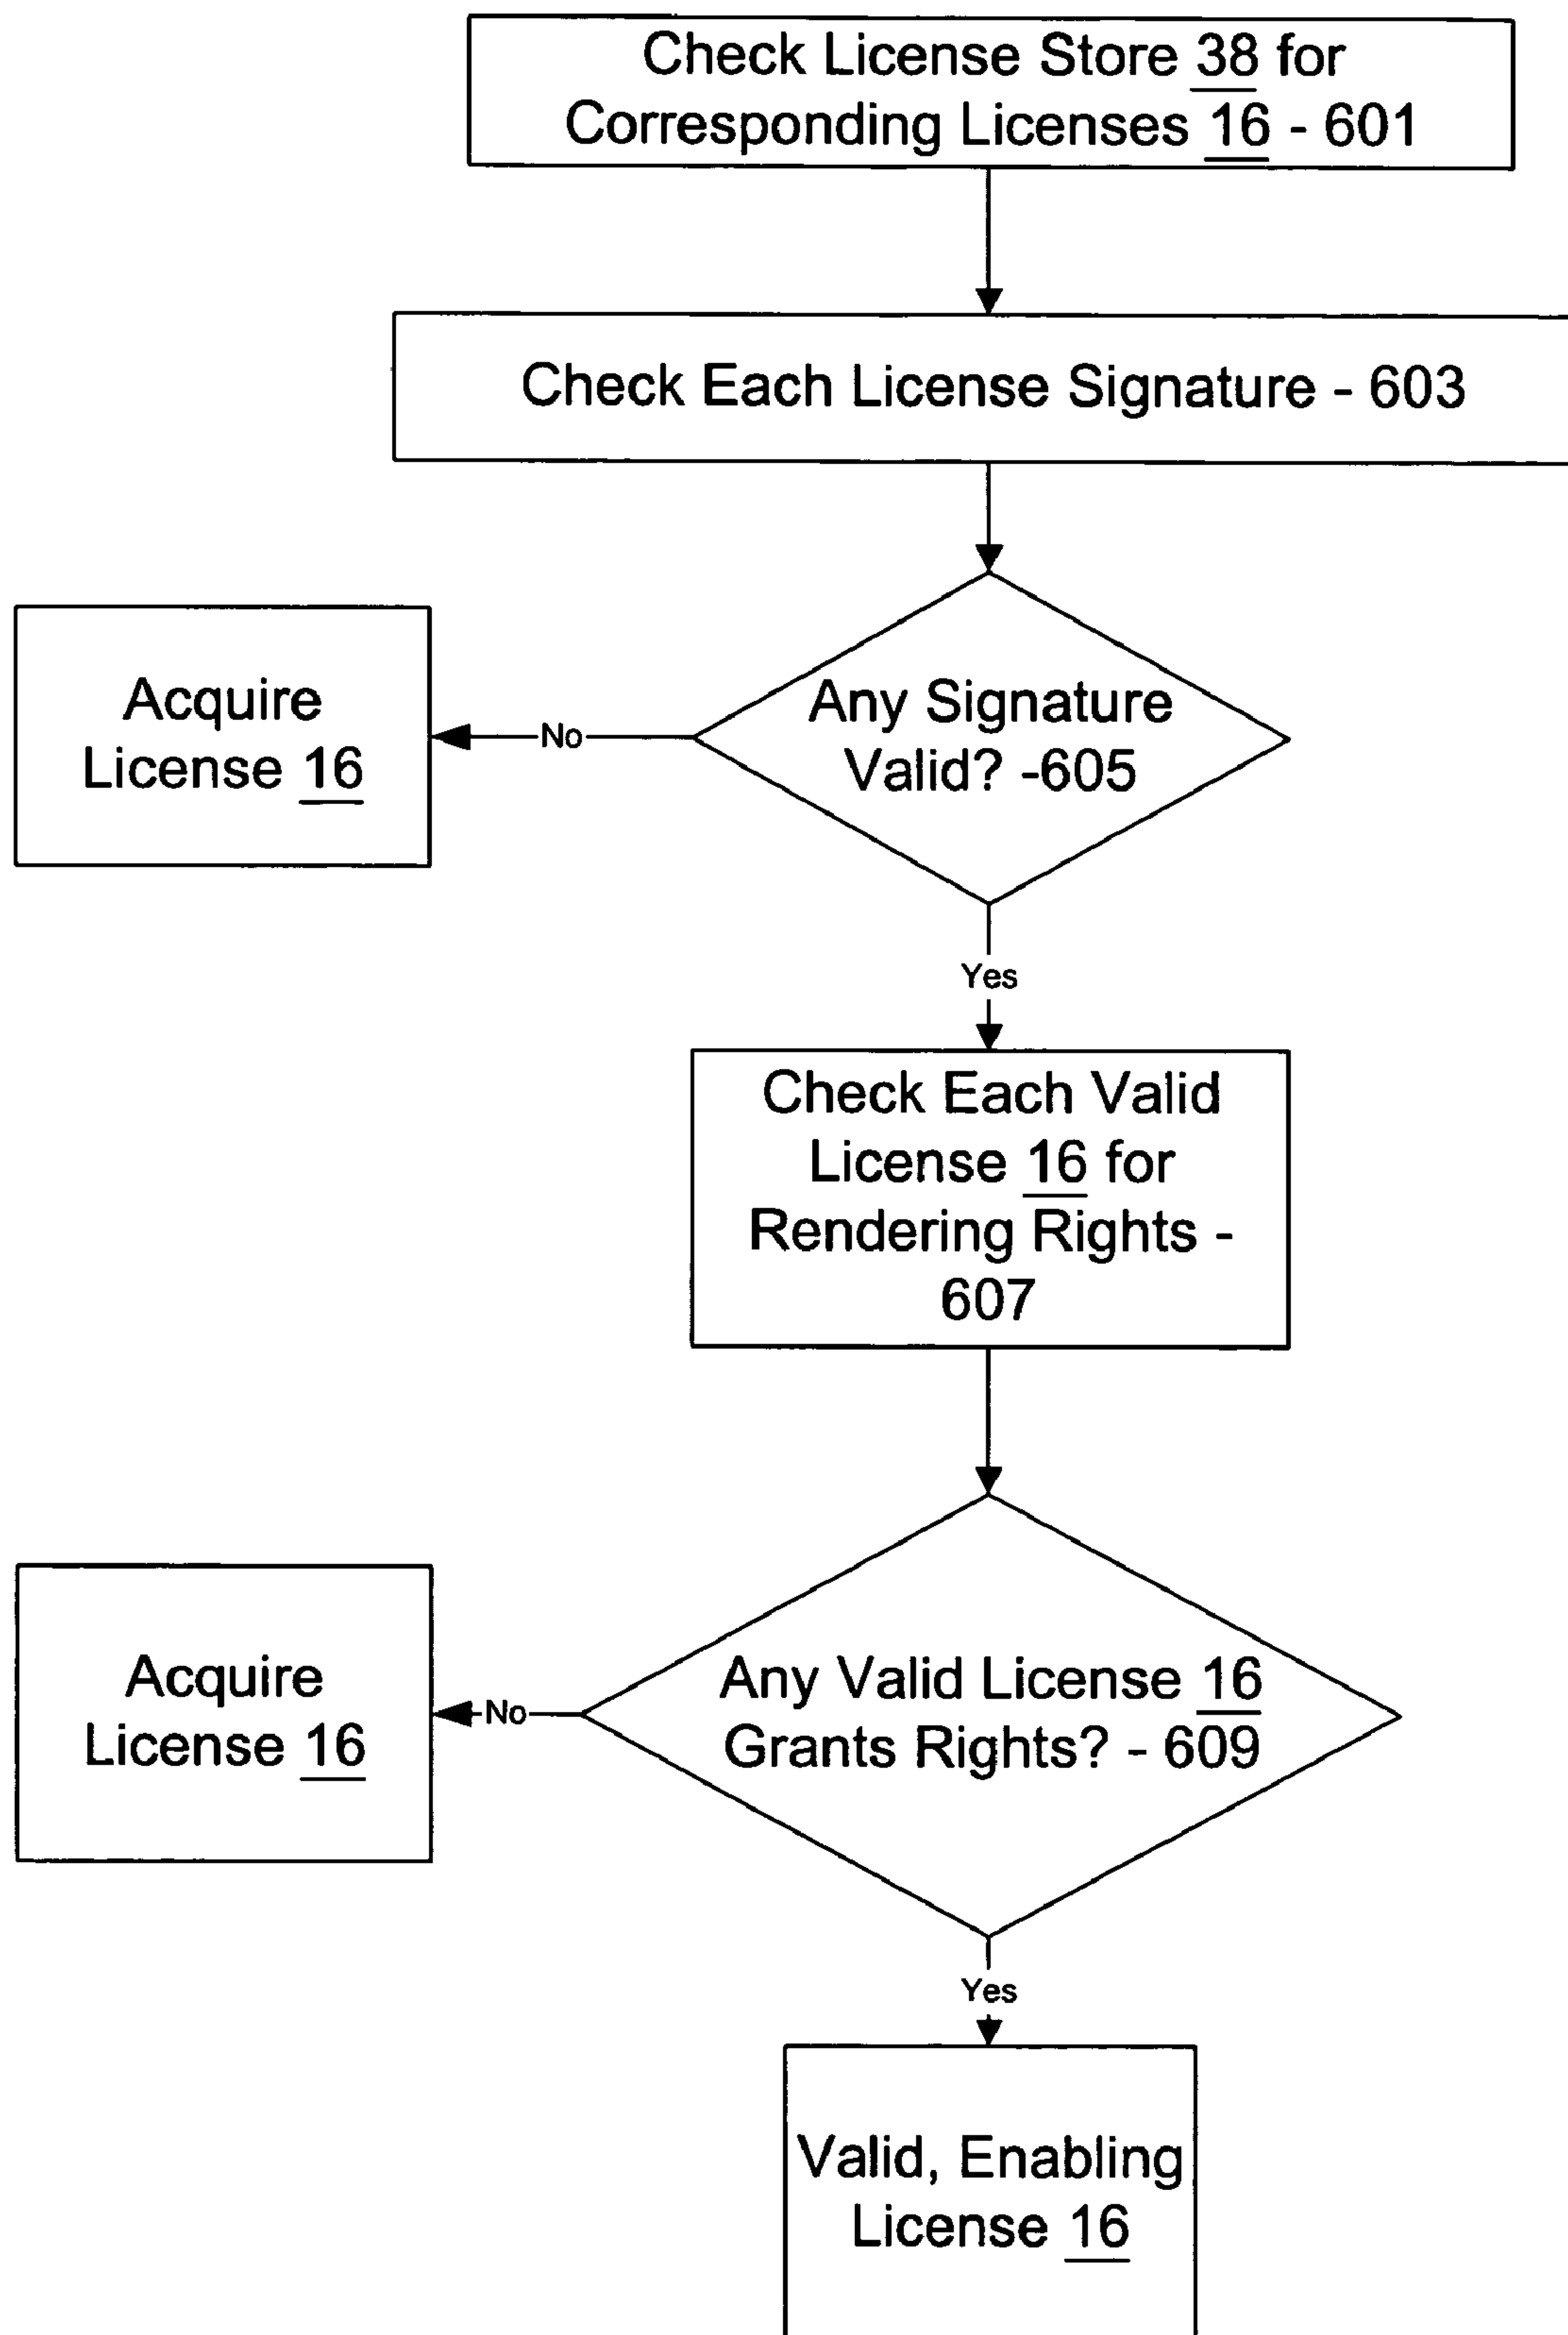 Check License Store 38 for
Corresponding Licenses 16 - 601
Check Each License Signature - 603
Any Signature
Valid? -605
Acquire
License 16
No
Yes
Check Each Valid
License 16 for
Rendering Rights -
607
Any Valid License 16
Grants Rights? - 609
Acquire
License 16
No
Yes
Valid, Enabling
License 16